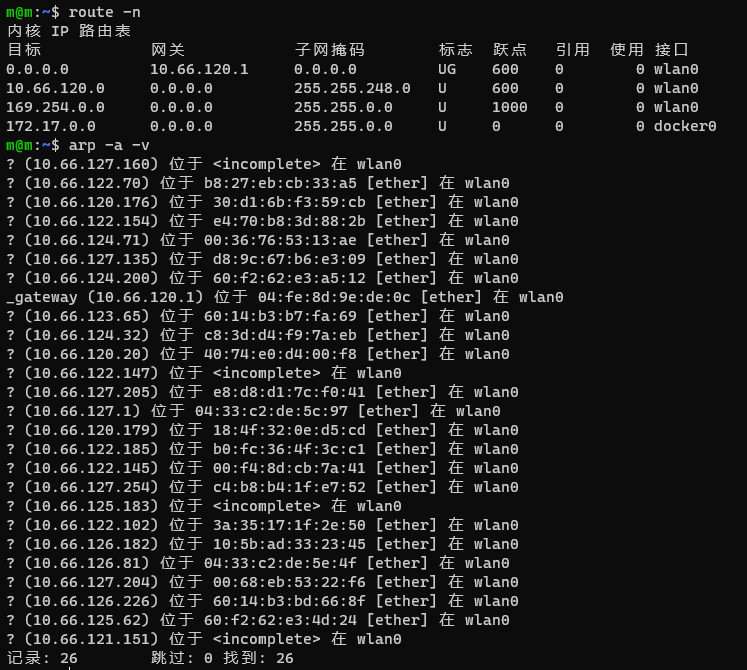 m@m:~$ route -n
内核 IP 路由表
目标 网关 子网掩码 标志 跃点 引用 使用 接口
0.0.0.0 10.66.120.1 0.0.0.0 UG 600 0 0 wlan0
10.66.120.0 0.0.0.0 255.255.248.0 U 600 0 0 wlan0
169.254.0.0 0.0.0.0 255.255.0.0 U 1000 0 0 wlan0
172.17.0.0 0.0.0.0 255.255.0.0 U 0 0 0 docker0
m@m:~$ arp -a -v
? (10.66.127.160) 位于 <incomplete> 在 wlan0
? (10.66.122.70) 位于 b8:27:eb:cb:33:a5 [ether] 在 wlan0
? (10.66.120.176) 位于 30:d1:6b:f3:59:cb [ether] 在 wlan0
? (10.66.122.154) 位于 e4:70:b8:3d:88:2b [ether] 在 wlan0
? (10.66.124.71) 位于 00:36:76:53:13:ae [ether] 在 wlan0
? (10.66.127.135) 位于 d8:9c:67:b6:e3:09 [ether] 在 wlan0
? (10.66.124.200) 位于 60:f2:62:e3:a5:12 [ether] 在 wlan0
_gateway (10.66.120.1) 位于 04:fe:8d:9e:de:0c [ether] 在 wlan0
? (10.66.123.65) 位于 60:14:b3:b7:fa:69 [ether] 在 wlan0
? (10.66.124.32) 位于 c8:3d:d4:f9:7a:eb [ether] 在 wlan0
? (10.66.120.20) 位于 40:74:e0:d4:00:f8 [ether] 在 wlan0
? (10.66.122.147) 位于 <incomplete> 在 wlan0
? (10.66.127.205) 位于 e8:d8:d1:7c:f0:41 [ether] 在 wlan0
? (10.66.127.1) 位于 04:33:c2:de:5c:97 [ether] 在 wlan0
? (10.66.120.179) 位于 18:4f:32:0e:d5:cd [ether] 在 wlan0
? (10.66.122.185) 位于 b0:fc:36:4f:3c:c1 [ether] 在 wlan0
? (10.66.122.145) 位于 00:f4:8d:cb:7a:41 [ether] 在 wlan0
? (10.66.127.254) 位于 c4:b8:b4:1f:e7:52 [ether] 在 wlan0
? (10.66.125.183) 位于 <incomplete> 在 wlan0
? (10.66.122.102) 位于 3a:35:17:1f:2e:50 [ether] 在 wlan0
? (10.66.126.182) 位于 10:5b:ad:33:23:45 [ether] 在 wlan0
? (10.66.126.81) 位于 04:33:c2:de:5e:4f [ether] 在 wlan0
? (10.66.127.204) 位于 00:68:eb:53:22:f6 [ether] 在 wlan0
? (10.66.126.226) 位于 60:14:b3:bd:66:8f [ether] 在 wlan0
? (10.66.125.62) 位于 60:f2:62:e3:4d:24 [ether] 在 wlan0
? (10.66.121.151) 位于 <incomplete> 在 wlan0
记录: 26 跳过: 0 找到: 26